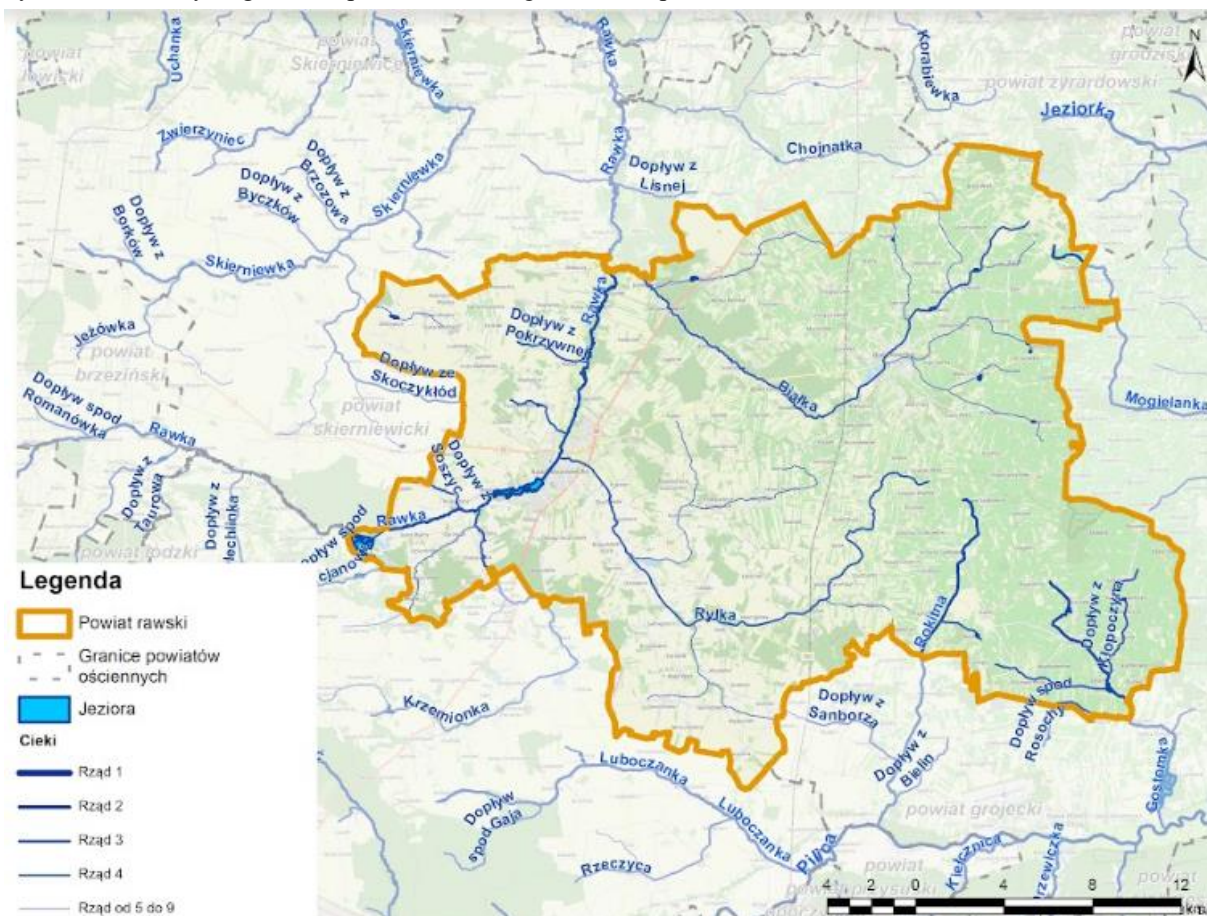 Uchanka
Skierniewka
Rawka
Korabiewka
powiat
grodziski
N
powiat
łowicki
powiat
Skierniewice
powiat żyrardowski
Jeziorka
Zwierzyniec
Rawka
Chojnatka
Dopływ z
Brzozowa
Dopływ z
Byczków
Skierniewka
Dopływ z
Lisnej
Dopływ z
Borków
Skierniewka
Rawka
Jeżówka
powiat
brzeziński
Dopływ z
Pokrzywnej
Dopływ ze
Skoczykłód
powiat
skierniewicki
Białka
Mogielanka
Dopływ spod
Romanówka
Rawka
Dopływ z
Soszyc
Dopływ z
Taurowa
Dopływ z
Rawka
powiat łódzki
Legenda
Powiat rawski
Granice powiatów
ościennych
Jeziora
Cieki
Rząd 1
Rząd 2
Rząd 3
Rząd 4
Rząd od 5 do 9
Rylka
Rokitna
Dopływ z
Kłopoczyna
Dopływ spod
Rosochy
Krzemionka
Dopływ z
Sanborza
Dopływ z
Bielin
Luboczanka
Luboczanka
Dopływ
spod Gaja
Rzeczyca
Pilica
powiat grójecki
Gostomka
Kiełcznica
powiat
powiat
4 2 0 4 8 12
km